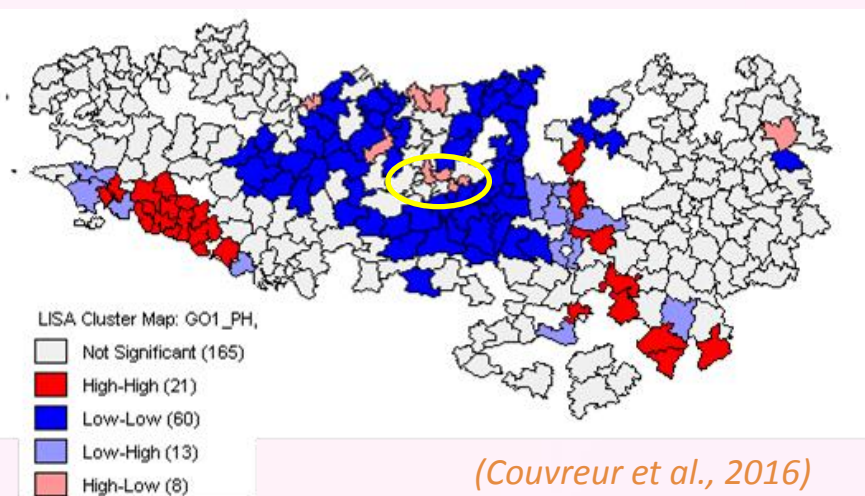 LISA Cluster Map: GO1_PH,
Not Significant (165)
High-High (21)
Low-Low (60)
Low-High (13)
High-Low (8)
(Couvreur et al., 2016)